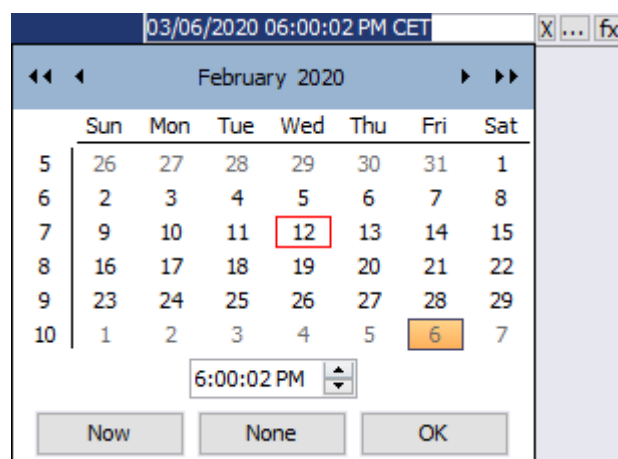 03/06/2020 06:00:02 PM CET X ... fx
February 2020
Sun Mon Tue Wed Thu Fri Sat
5 26 27 28 29 30 31 1
6 2 3 4 5 6 7 8
7 9 10 11 12 13 14 15
8 16 17 18 19 20 21 22
9 23 24 25 26 27 28 29
10 1 2 3 4 5 6 7
6:00:02 PM
Now None OK